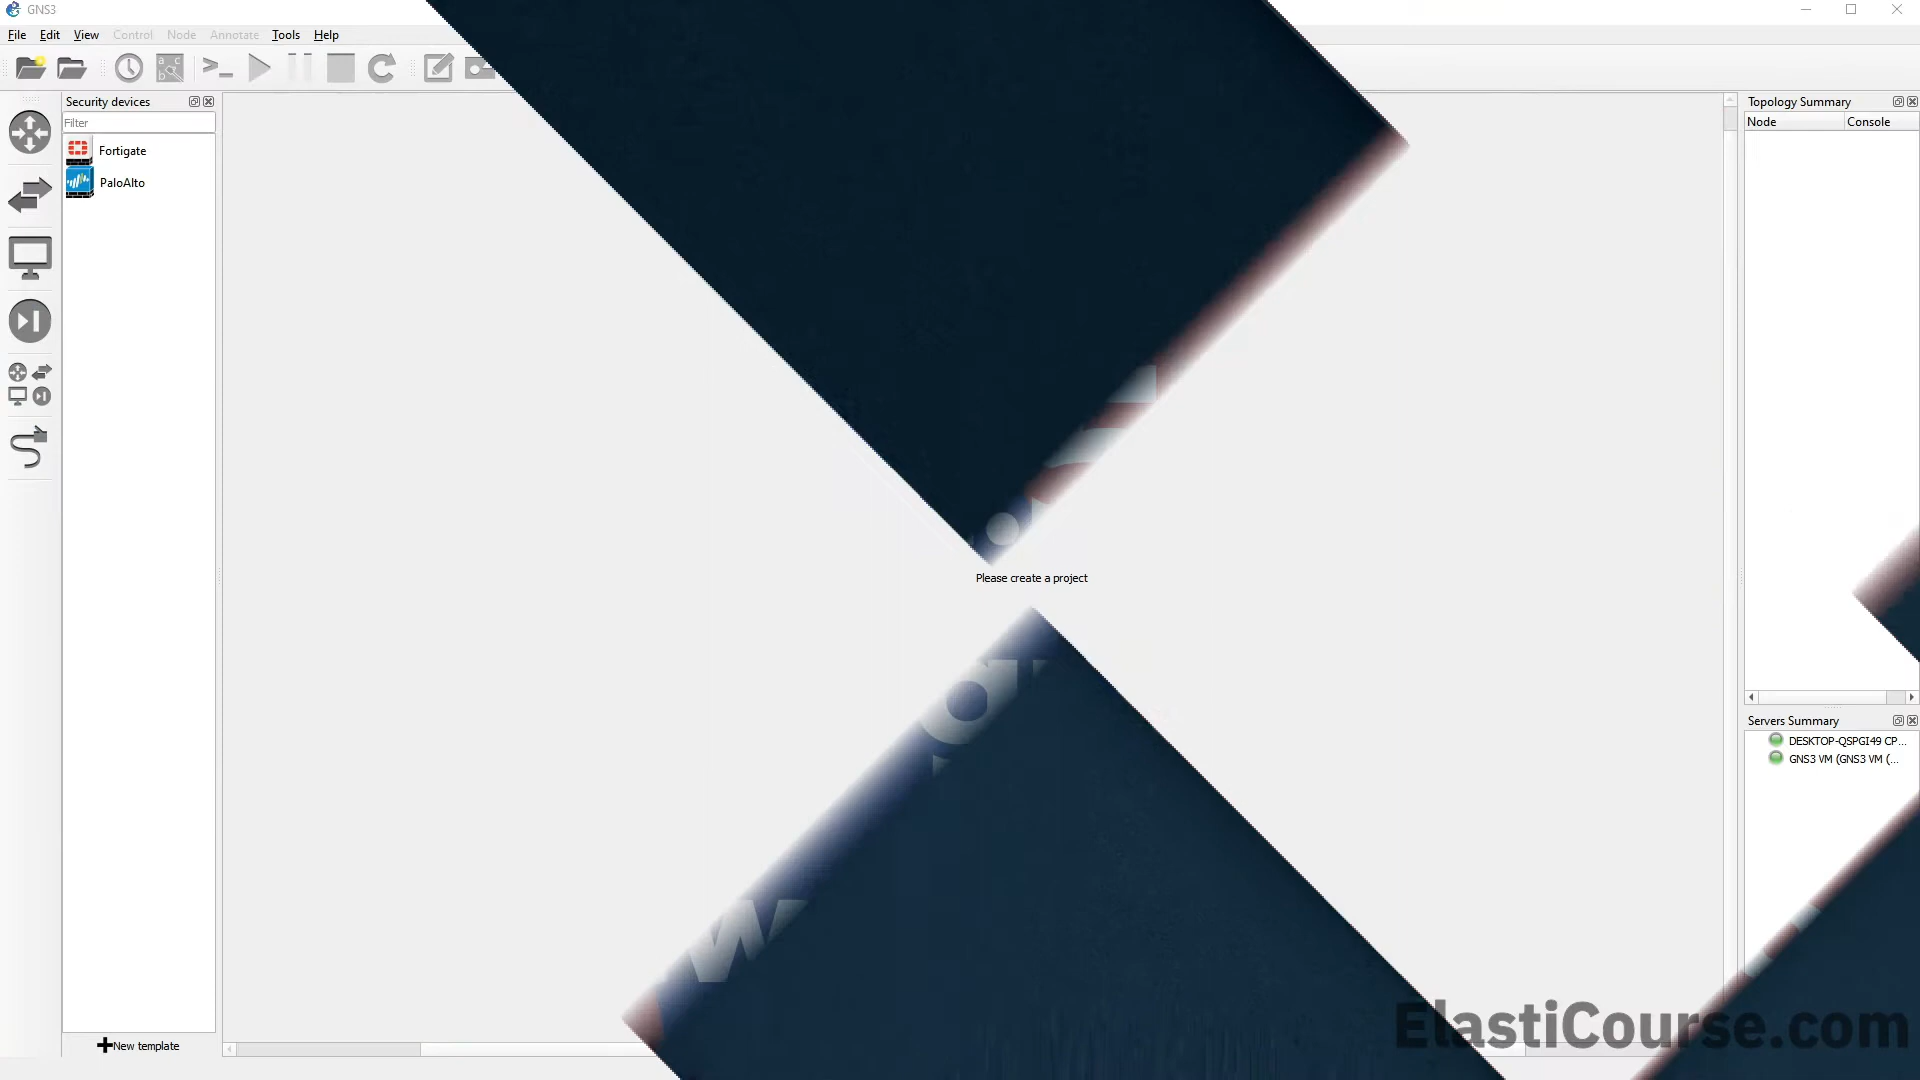 GNS3
File Edit View Control Node Annotate Tools Help
Security devices
Filter
Fortigate
PaloAlto
New template
Please create a project
Topology Summary
Node Console
Servers Summary
DESKTOP-QSPGI49 CP...
GNS3 VM (GNS3 VM (...
ElastiCourse.com